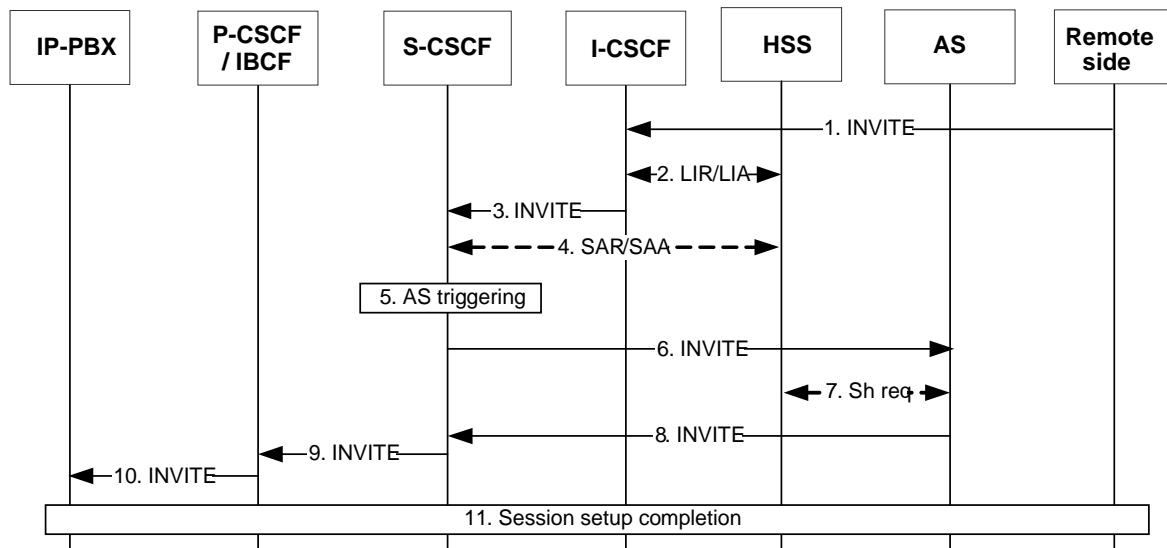 IP-PBX
P-CSCF
/ IBCF
S-CSCF
I-CSCF
HSS
AS
Remote
side
1. INVITE
2. LIR/LIA
3. INVITE
4. SAR/SAA
5. AS triggering
6. INVITE
7. Sh req
8. INVITE
9. INVITE
10. INVITE
11. Session setup completion